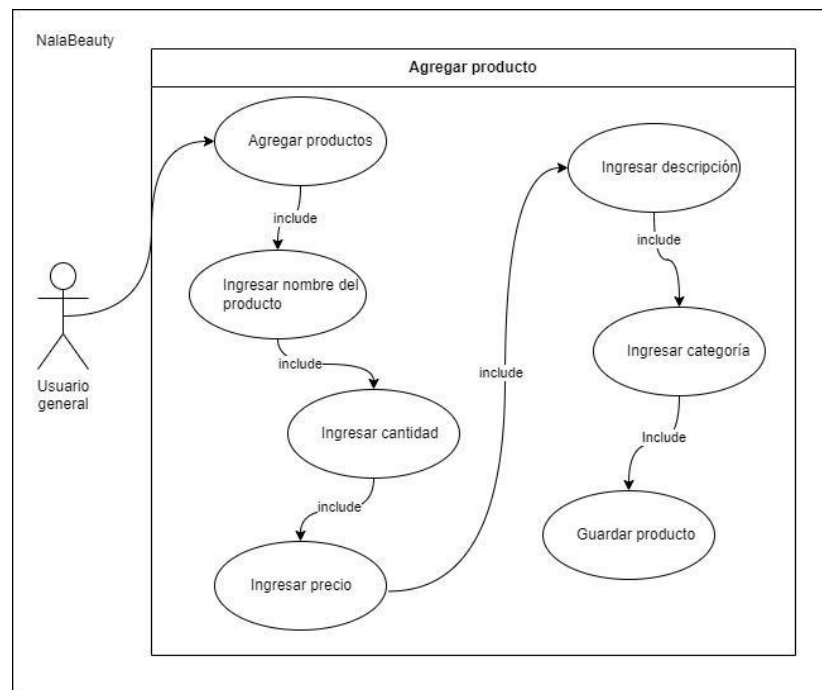 NalaBeauty
Agregar producto
Agregar productos
include
Ingresar nombre del
producto
include
Ingresar cantidad
include
Ingresar precio
include
Ingresar descripción
include
Ingresar categoría
Include
Guardar producto
Usuario
general